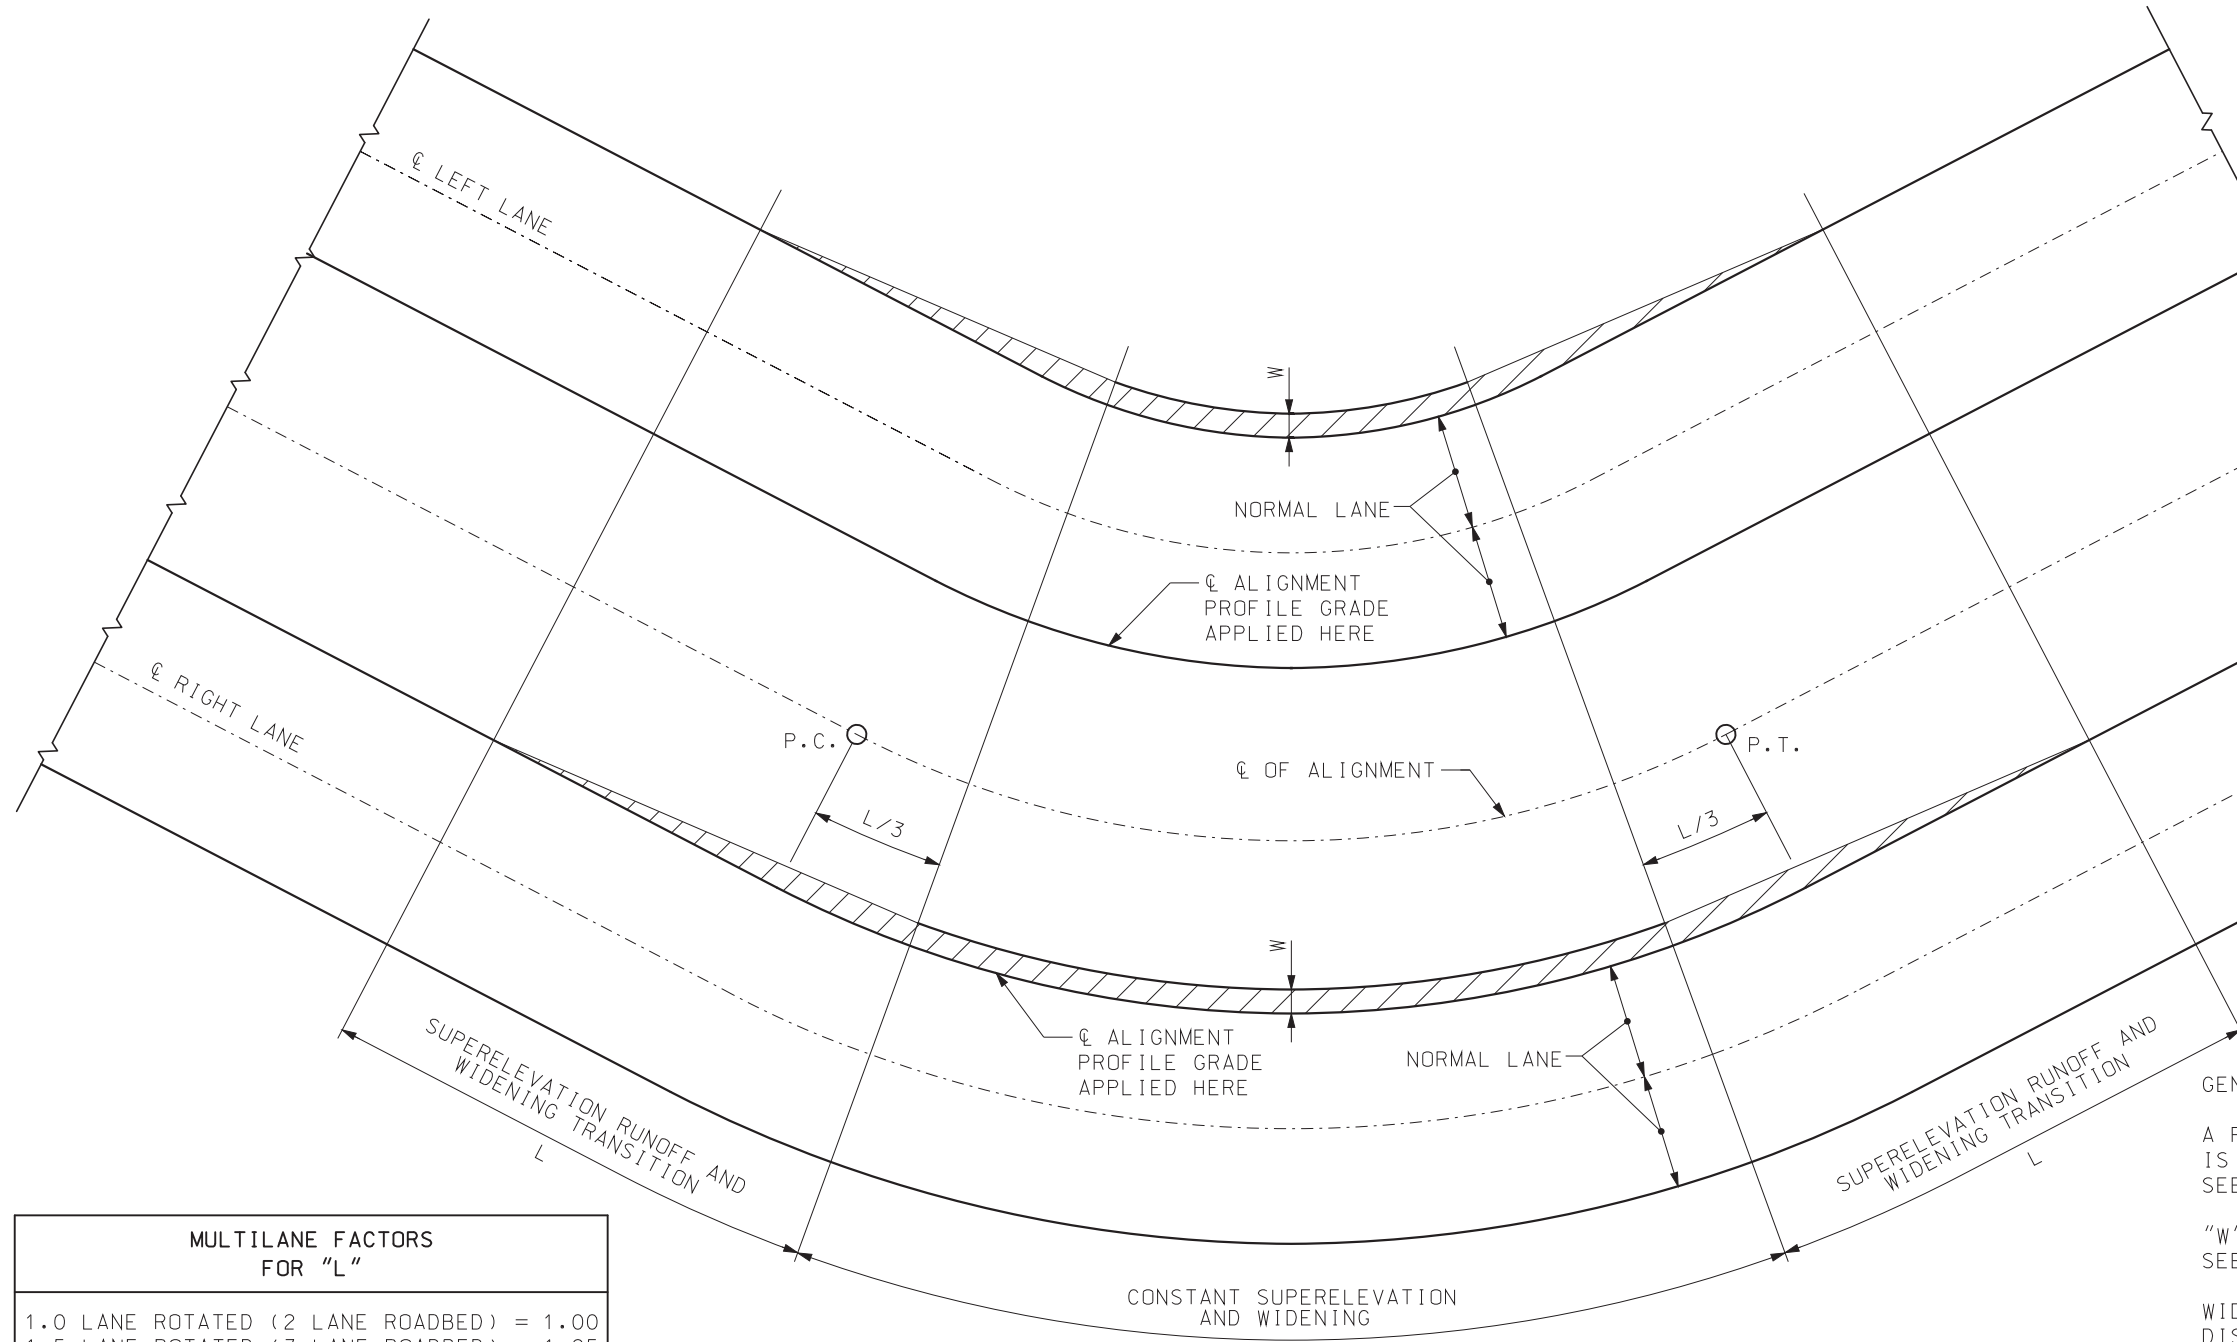 ℄ LEFT LANE
W
NORMAL LANE
℄ ALIGNMENT
PROFILE GRADE
APPLIED HERE
℄ RIGHT LANE
P.C.
P.T.
℄ OF ALIGNMENT
L/3
L/3
W
℄ ALIGNMENT
PROFILE GRADE
APPLIED HERE
NORMAL LANE
SUPERELEVATION RUNOFF AND
WIDENING TRANSITION
L
SUPERELEVATION RUNOFF AND
WIDENING TRANSITION
L
CONSTANT SUPERELEVATION
AND WIDENING
MULTILANE FACTORS
FOR "L"
1.0 LANE ROTATED (2 LANE ROADBED) = 1.00
A
IS
"W"